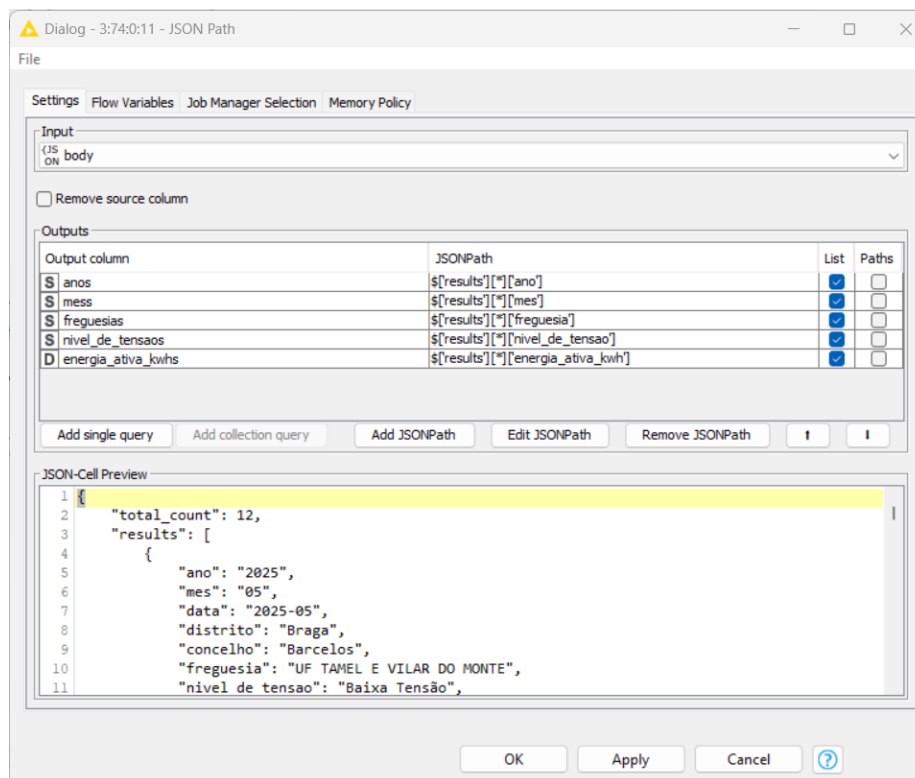 Dialog - 3:74:0:11 - JSON Path
File
Settings Flow Variables Job Manager Selection Memory Policy
Input
{JS
ON body
Remove source column
Outputs
Output column JSONPath List Paths
S anos $['results'][*]['ano']
S mess $['results'][*]['mes']
S freguesias $['results'][*]['freguesia']
S nivel_de_tensaos $['results'][*]['nivel_de_tensao']
D energia_ativa_kwhs $['results'][*]['energia_ativa_kwh']
Add single query Add collection query Add JSONPath Edit JSONPath Remove JSONPath ↑ ↓
JSON-Cell Preview
1 {
2 "total_count": 12,
3 "results": [
4 {
5 "ano": "2025",
6 "mes": "05",
7 "data": "2025-05",
8 "distrito": "Braga",
9 "concelho": "Barcelos",
10 "freguesia": "UF TAMEL E VILAR DO MONTE",
11 "nivel de tensao": "Baixa Tensão",
OK Apply Cancel ?